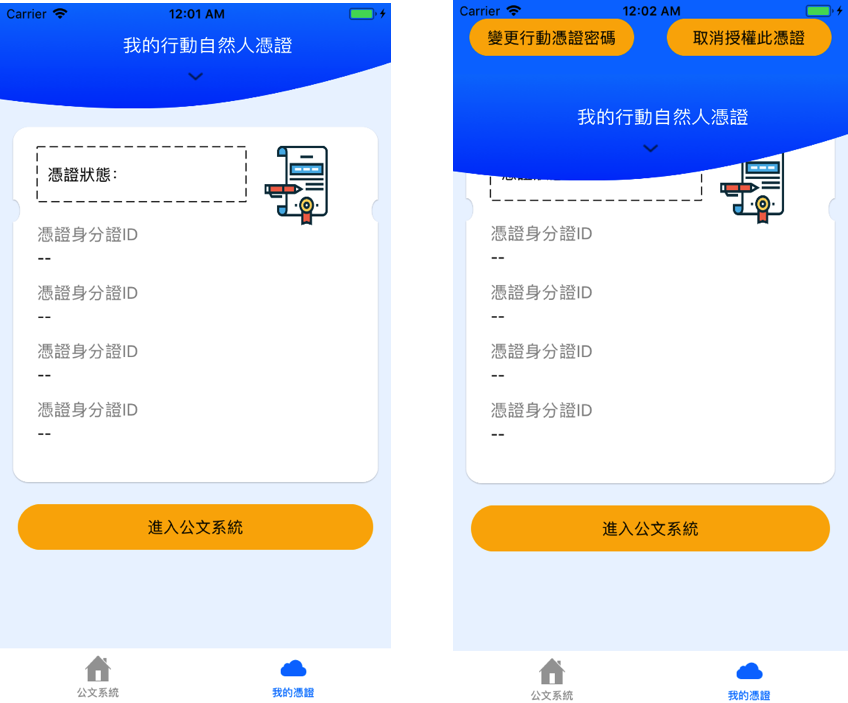 Carrier
12:01 AM
我的行動自然人憑證
憑證狀態：
憑證身分證ID
--
憑證身分證ID
--
憑證身分證ID
--
憑證身分證ID
--
進入公文系統
公文系統
我的憑證
Carrier
12:02 AM
變更行動憑證密碼
取消授權此憑證
我的行動自然人憑證
憑證身分證ID
--
憑證身分證ID
--
憑證身分證ID
--
憑證身分證ID
--
進入公文系統
公文系統
我的憑證